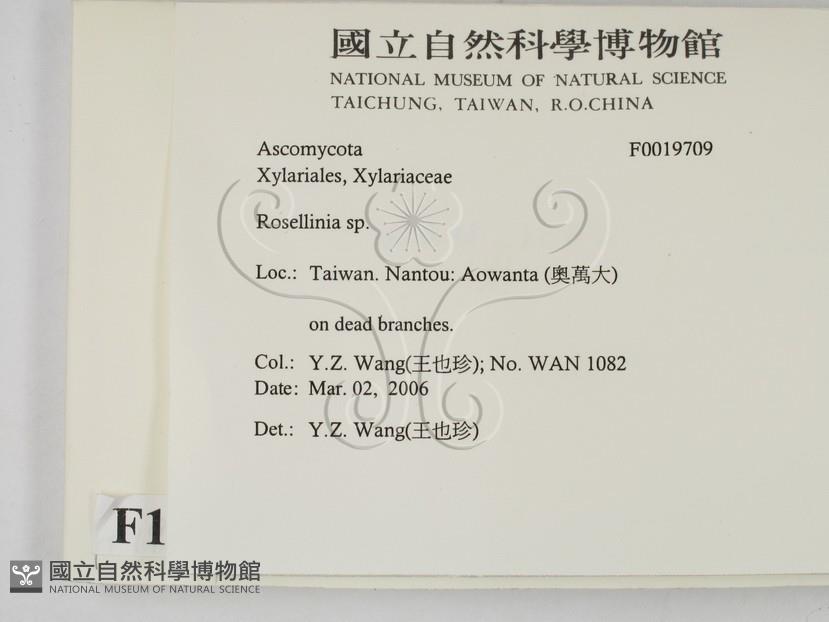 國立自然科學博物館
NATIONAL MUSEUM OF NATURAL SCIENCE
TAICHUNG, TAIWAN, R.O.CHINA
Ascomycota F0019709
Xylariales, Xylariaceae
Rosellinia sp.
Loc.: Taiwan. Nantou: Aowanta (奧萬大)
on dead branches.
Col.: Y.Z. Wang(王也珍); No. WAN 1082
Date: Mar. 02, 2006
Det.: Y.Z. Wang(王也珍)
F1
國立自然科學博物館
NATIONAL MUSEUM OF NATURAL SCIENCE